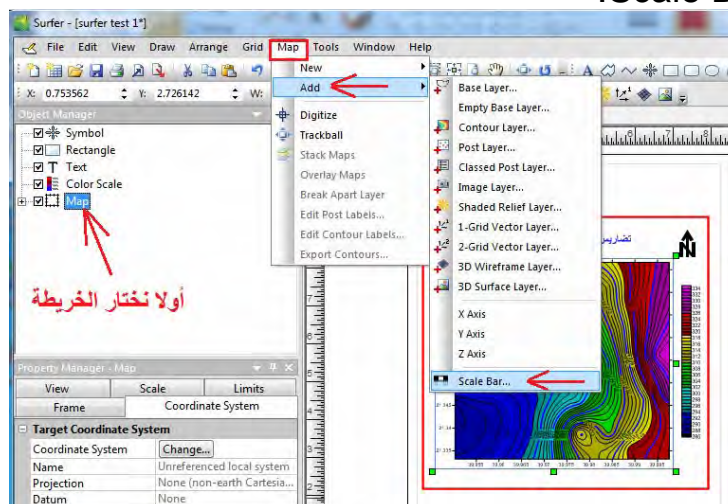 :Scale B
Surfer - [surfer test 1*]
File Edit View Draw Arrange Grid Map Tools Window Help
X: 0.753562 Y: 2.726142 W:
Object Manager
Symbol
Rectangle
T Text
Color Scale
Map
أولا نختار الخريطة
New
Add
Digitize
Trackball
Stack Maps
Overlay Maps
Break Apart Layer
Edit Post Labels...
Edit Contour Labels...
Export Contours...
Base Layer...
Empty Base Layer...
Contour Layer...
Post Layer...
Classed Post Layer...
Image Layer...
Shaded Relief Layer...
1-Grid Vector Layer...
2-Grid Vector Layer...
3D Wireframe Layer...
3D Surface Layer...
X Axis
Y Axis
Z Axis
Scale Bar...
تضاريس
N
Property Manager - Map
View Scale Limits
Frame Coordinate System
Target Coordinate System
Coordinate System Change...
Name Unreferenced local system
Projection None (non-earth Cartesia...
Datum None